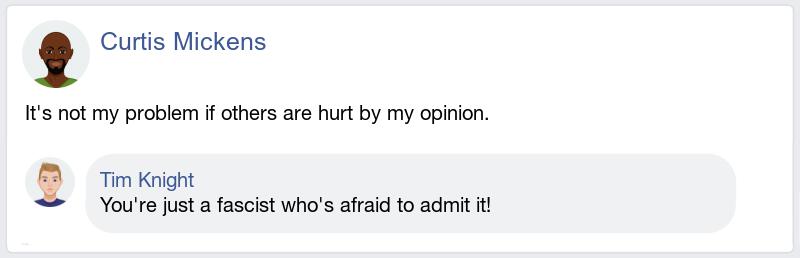 Curtis Mickens
It's not my problem if others are hurt by my opinion.
Tim Knight
You're just a fascist who's afraid to admit it!